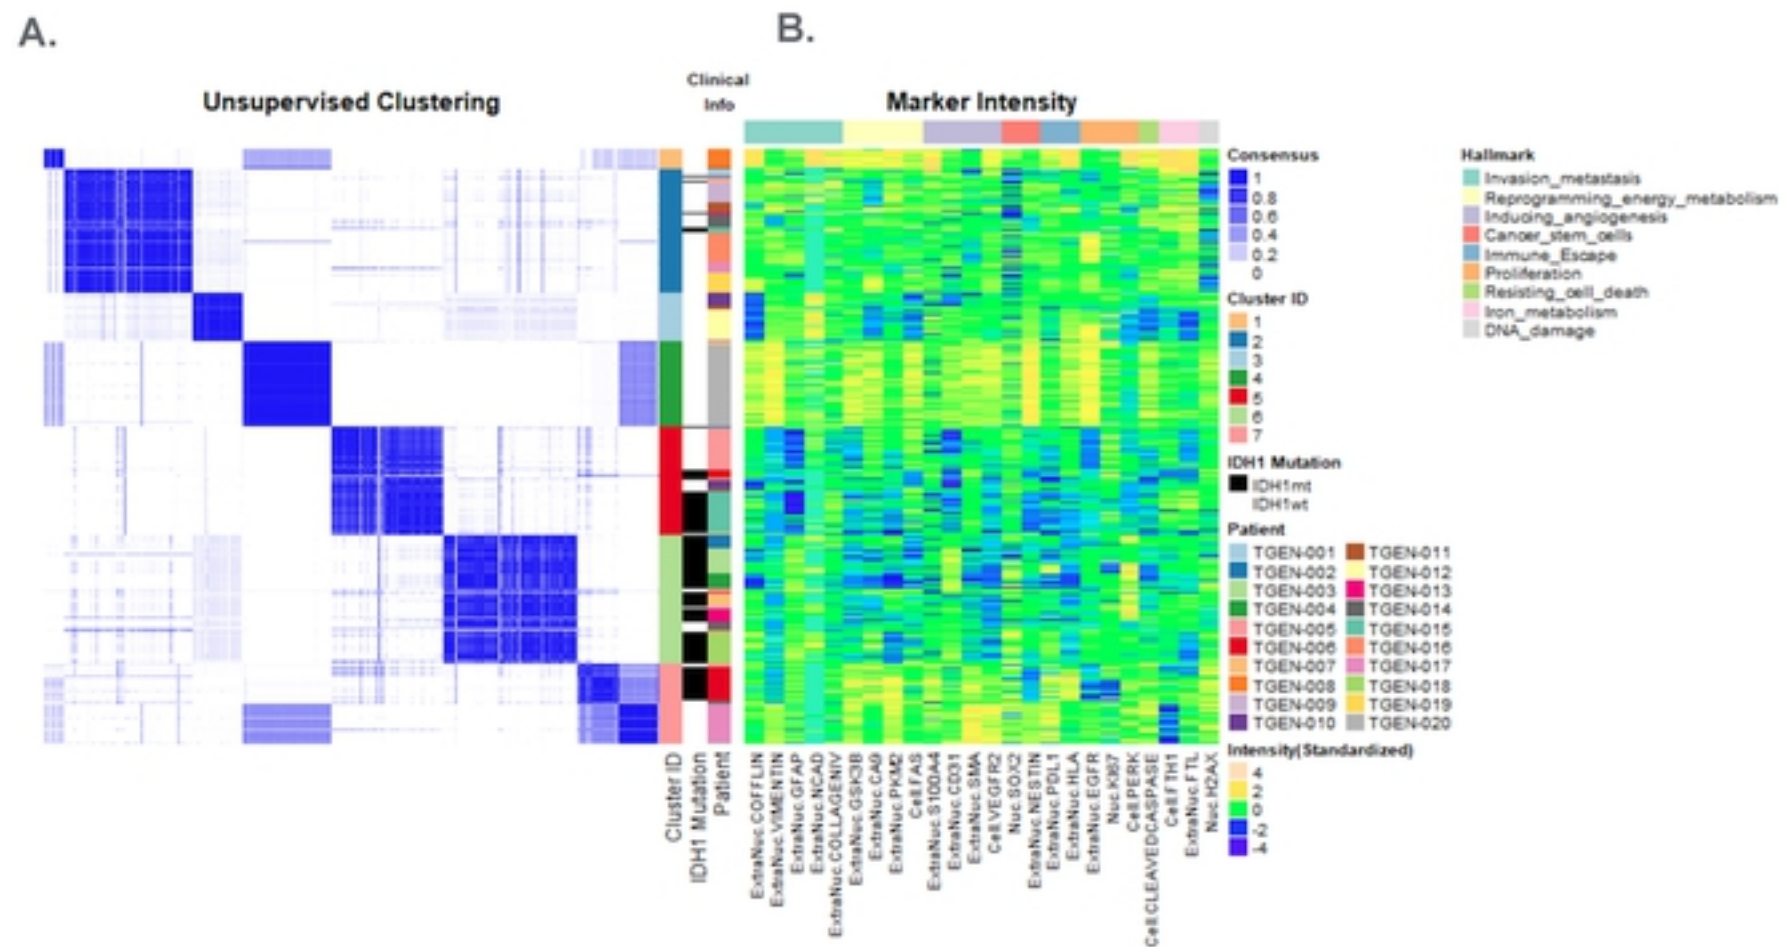 A.
B.
Unsupervised Clustering
Clinical
Info
Marker Intensity
Consensus
1
0.8
0.6
0.4
0.2
0
Cluster ID
1
2
3
4
5
6
7
IDH1 Mutation
IDH1mt
IDH1wt
Patient
TGEN-001
TGEN-002
TGEN-003
TGEN-004
TGEN-005
TGEN-006
TGEN-007
TGEN-008
TGEN-009
TGEN-010
TGEN-011
TGEN-012
TGEN-013
TGEN-014
TGEN-015
TGEN-016
TGEN-017
TGEN-018
TGEN-019
TGEN-020
Intensity(Standardized)
4
2
0
-2
-4
Hallmark
Invasion_metastasis
Reprogramming_energy_metabolism
Inducing_angiogenesis
Cancer_stem_cells
Immune_Escape
Proliferation
Resisting_cell_death
Iron_metabolism
DNA_damage
Cluster ID
IDH1 Mutation
Patient
ExtraNuc.COFFLIN
ExtraNuc.VIMENTIN
ExtraNuc.GFAP
ExtraNuc.NCAD
ExtraNuc.COLLAGENIV
ExtraNuc.GSK3B
ExtraNuc.CA9
ExtraNuc.PKM2
Cell.FAS
ExtraNuc.S100A4
ExtraNuc.CD31
ExtraNuc.SMA
Cell.VEGFR2
Nuc.SOX2
ExtraNuc.NESTIN
ExtraNuc.PDL1
ExtraNuc.HLA
ExtraNuc.EGFR
Nuc.KI67
Cell.PERK
Cell.CLEAVEDCASPASE
Cell.FTH1
ExtraNuc.FTL
Nuc.H2AX